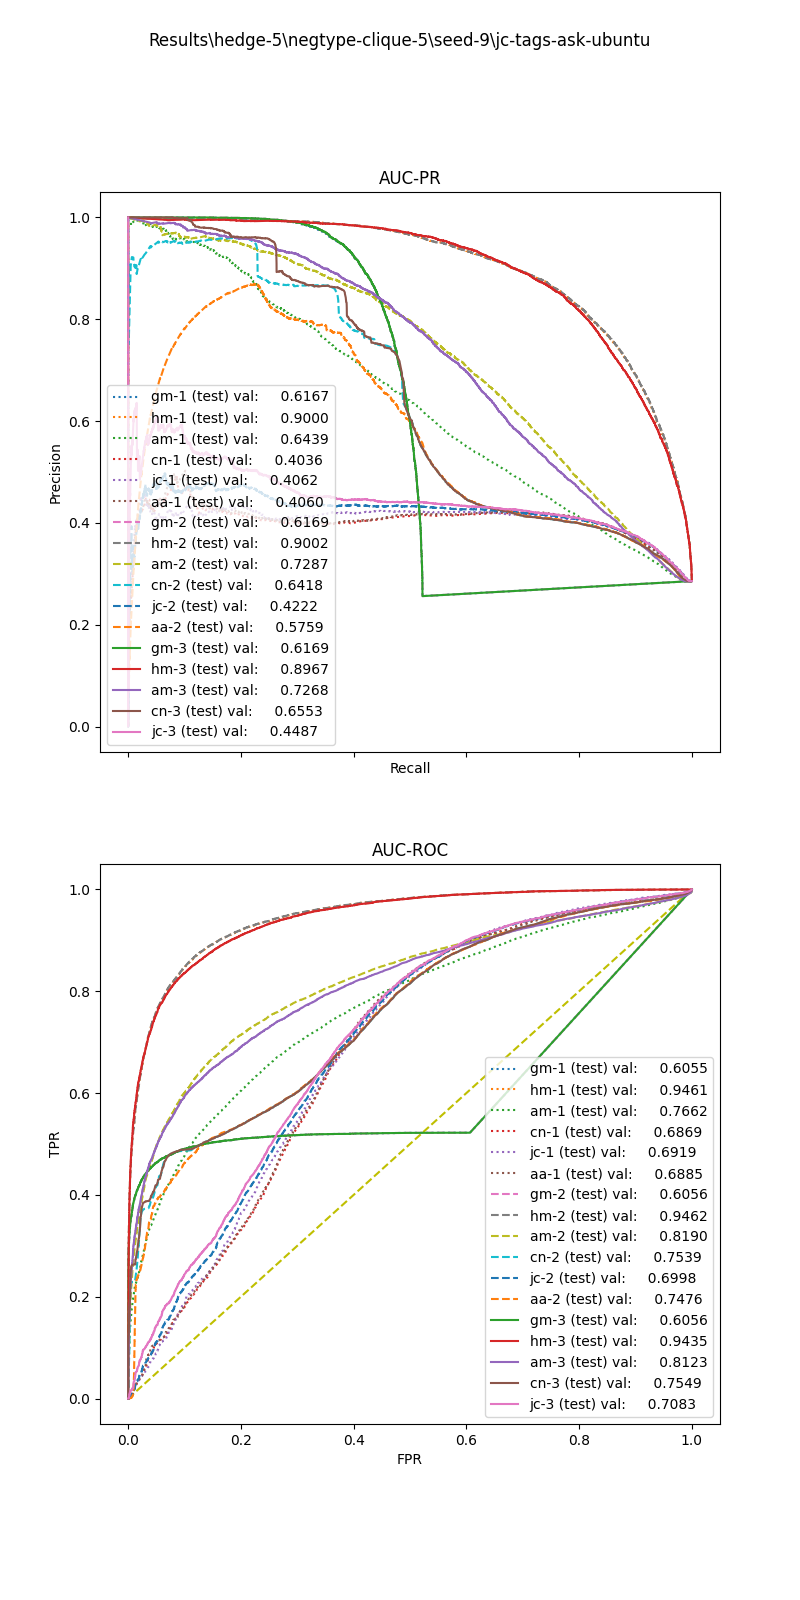 Results\hedge-5\negtype-clique-5\seed-9\jc-tags-ask-ubuntu
AUC-PR
1.0
0.8
0.6
0.4
0.2
0.0
Precision
gm-1 (test) val: 0.6167
hm-1 (test) val: 0.9000
am-1 (test) val: 0.6439
cn-1 (test) val: 0.4036
jc-1 (test) val: 0.4062
aa-1 (test) val: 0.4060
gm-2 (test) val: 0.6169
hm-2 (test) val: 0.9002
am-2 (test) val: 0.7287
cn-2 (test) val: 0.6418
jc-2 (test) val: 0.4222
aa-2 (test) val: 0.5759
gm-3 (test) val: 0.6169
hm-3 (test) val: 0.8967
am-3 (test) val: 0.7268
cn-3 (test) val: 0.6553
jc-3 (test) val: 0.4487
Recall
AUC-ROC
1.0
0.8
0.6
0.4
0.2
0.0
TPR
gm-1 (test) val: 0.6055
hm-1 (test) val: 0.9461
am-1 (test) val: 0.7662
cn-1 (test) val: 0.6869
jc-1 (test) val: 0.6919
aa-1 (test) val: 0.6885
gm-2 (test) val: 0.6056
hm-2 (test) val: 0.9462
am-2 (test) val: 0.8190
cn-2 (test) val: 0.7539
jc-2 (test) val: 0.6998
aa-2 (test) val: 0.7476
gm-3 (test) val: 0.6056
hm-3 (test) val: 0.9435
am-3 (test) val: 0.8123
cn-3 (test) val: 0.7549
jc-3 (test) val: 0.7083
0.0 0.2 0.4 0.6 0.8 1.0
FPR